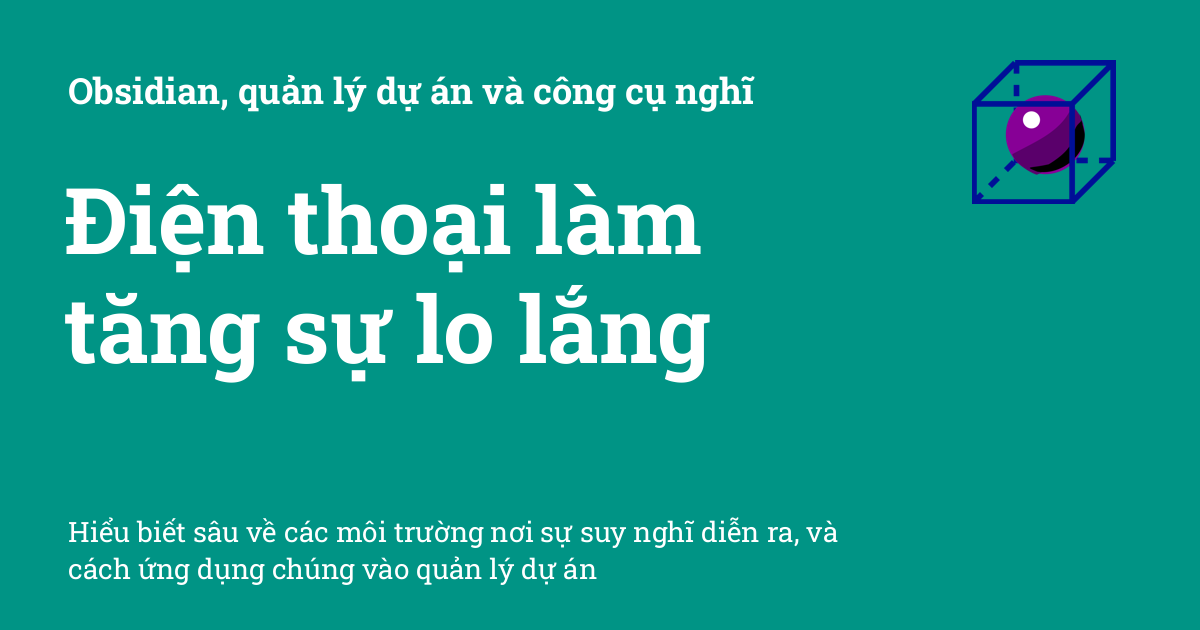 Obsidian, quản lý dự án và công cụ nghĩ
Điện thoại làm
tăng sự lo lắng
Hiểu biết sâu về các môi trường nơi sự suy nghĩ diễn ra, và
cách ứng dụng chúng vào quản lý dự án